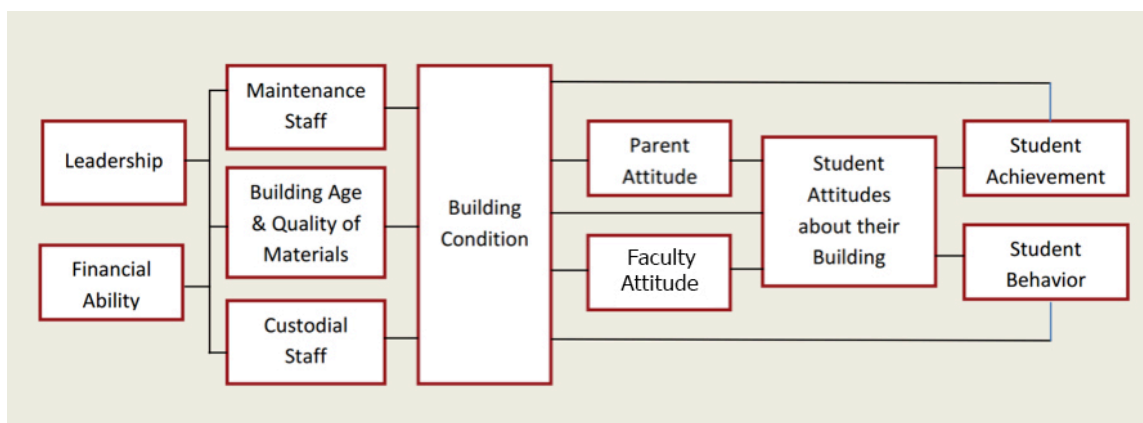 Leadership
Financial
Ability
Maintenance
Staff
Building Age
& Quality of
Materials
Custodial
Staff
Building
Condition
Parent
Attitude
Faculty
Attitude
Student
Attitudes
about their
Building
Student
Achievement
Student
Behavior